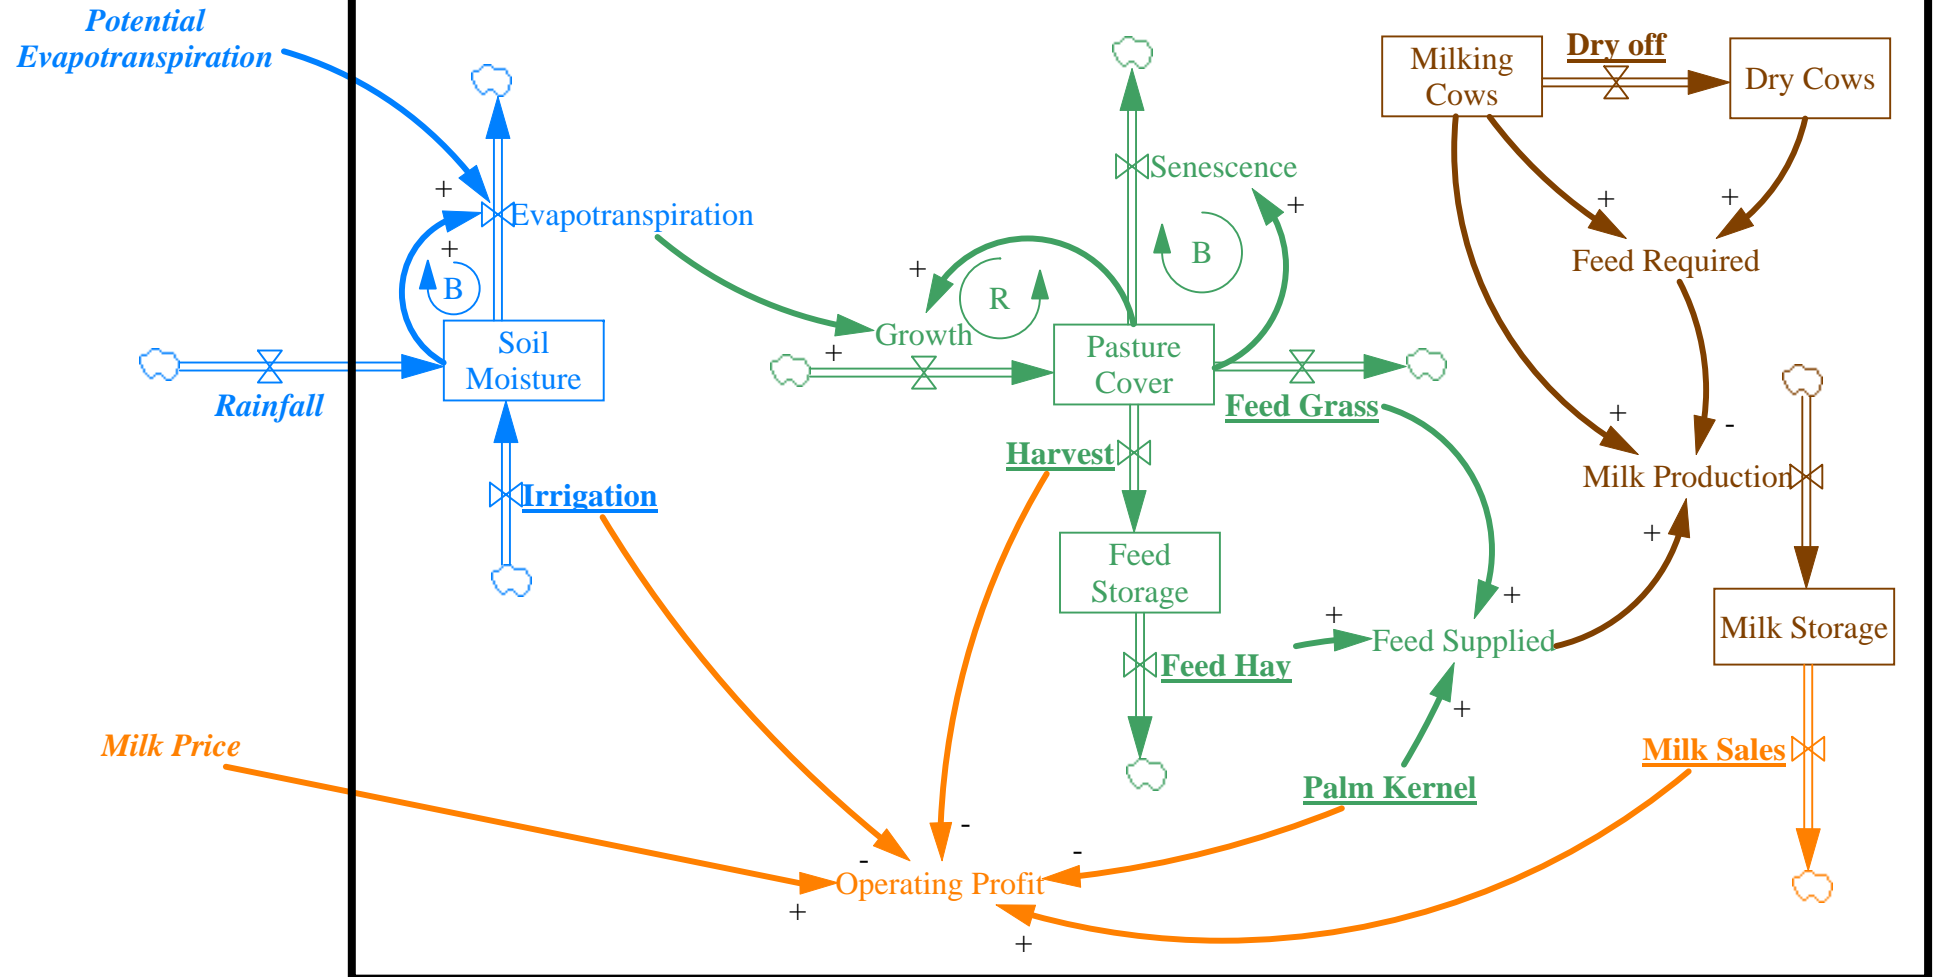 Potential
Evapotranspiration
Dry off
Milking
Cows
Dry Cows
Senescence
+
+
+
+
Evapotranspiration
+
B
B
Feed Required
+
R
B
Growth
+
Soil
Moisture
Pasture
Cover
Rainfall
Feed Grass
+
-
Harvest
Milk Production
Irrigation
+
Feed
Storage
+
+
Milk Storage
Feed Supplied
Feed Hay
+
Milk Price
Milk Sales
Palm Kernel
-
-
-
Operating Profit
+
+